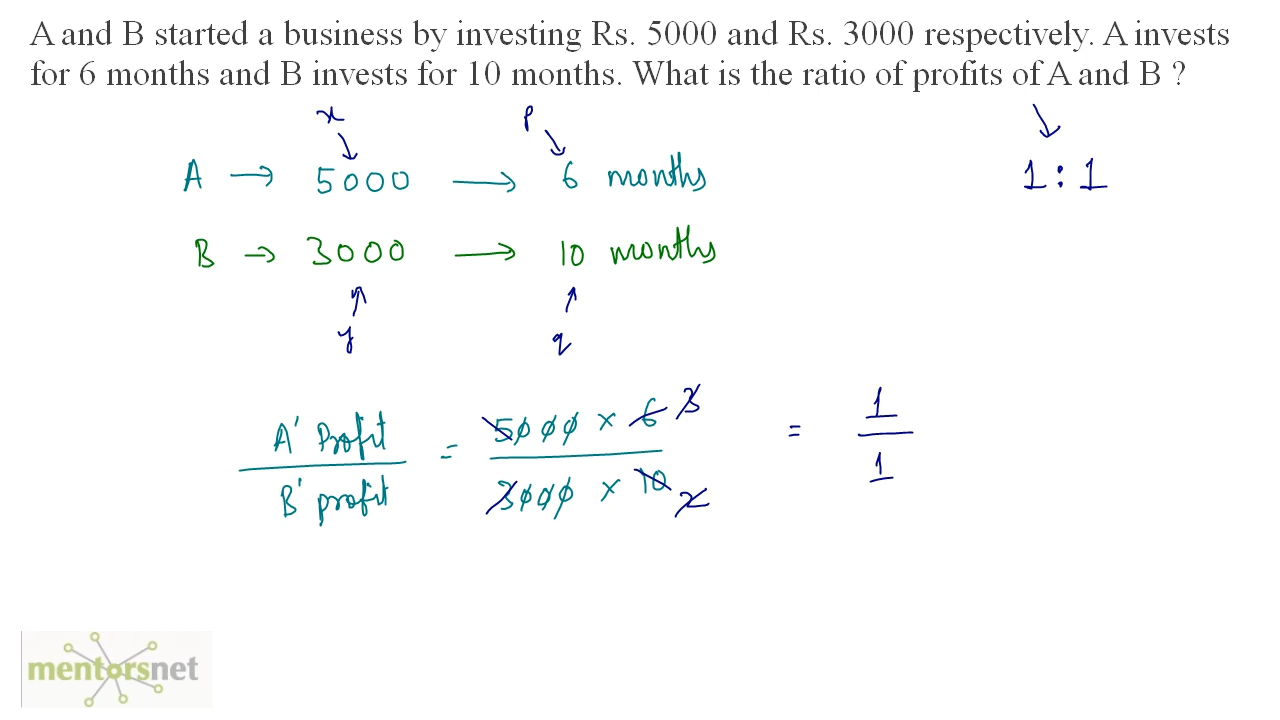 A and B started a business by investing Rs. 5000 and Rs. 3000 respectively. A invests
for 6 months and B invests for 10 months. What is the ratio of profits of A and B ?
x p
A → 5000 → 6 months 1 : 1
B → 3000 → 10 months
y q
A' Profit / B' profit = 5000 × 6 3 / 3000 × 10 2 = 1 / 1
mentorsnet